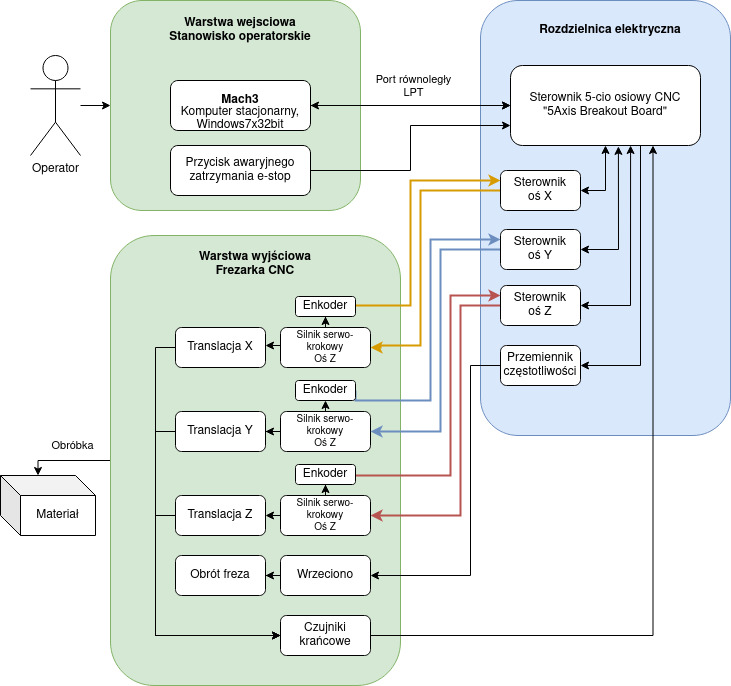 Warstwa wejsciowa
Stanowisko operatorskie
Mach3
Komputer stacjonarny,
Windows7x32bit
Przycisk awaryjnego
zatrzymania e-stop
Operator
Port równoległy
LPT
Rozdzielnica elektryczna
Sterownik 5-cio osiowy CNC
"5Axis Breakout Board"
Sterownik
oś X
Sterownik
oś Y
Sterownik
oś Z
Przemiennik
częstotliwości
Warstwa wyjściowa
Frezarka CNC
Enkoder
Translacja X
Silnik serwo-
krokowy
Oś Z
Enkoder
Translacja Y
Silnik serwo-
krokowy
Oś Z
Enkoder
Translacja Z
Silnik serwo-
krokowy
Oś Z
Obrót freza
Wrzeciono
Czujniki
krańcowe
Obróbka
Materiał